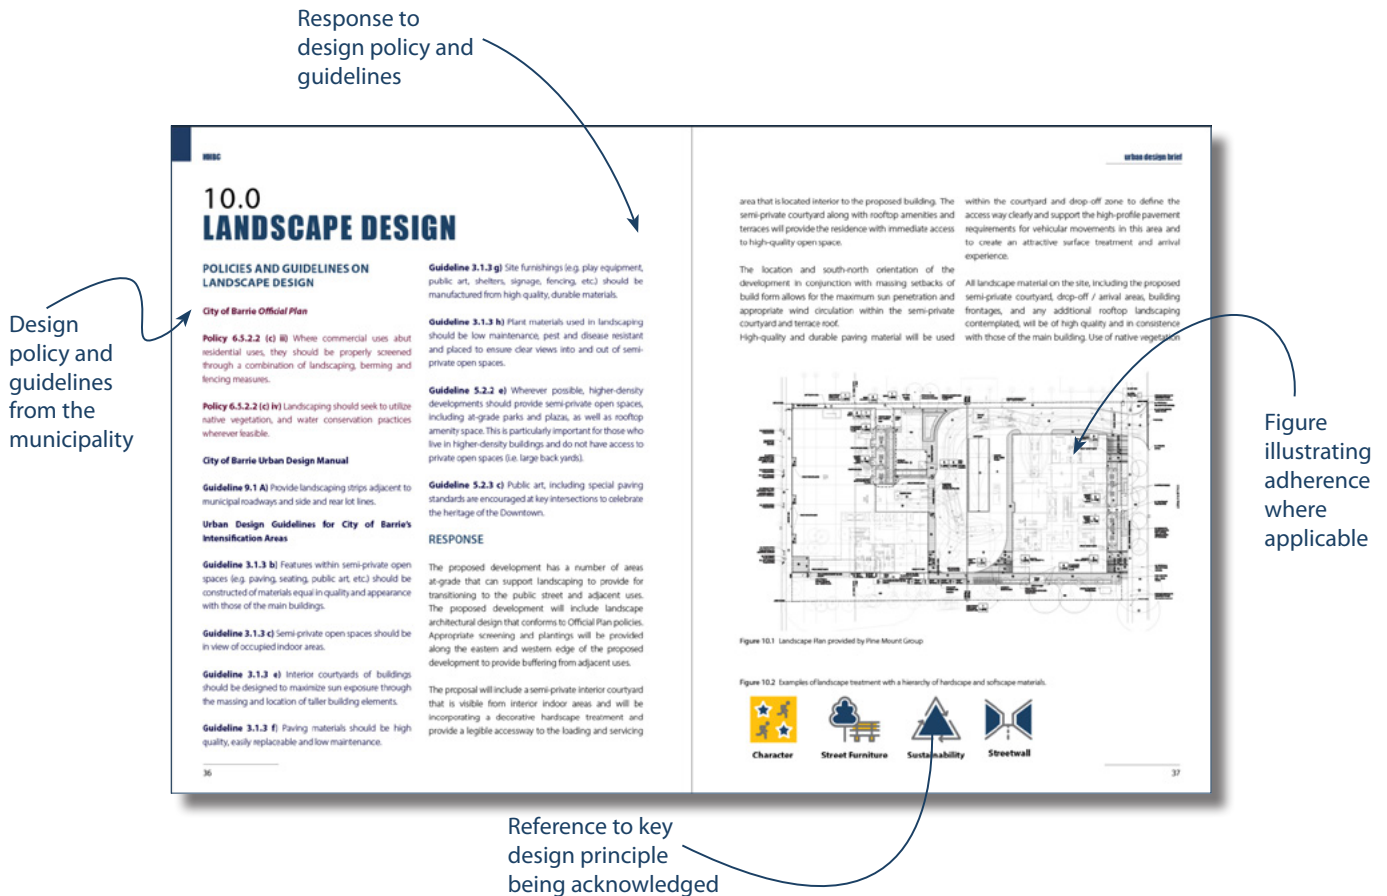 Response to
design policy and
guidelines
HHBC
urban design brief
10.0
LANDSCAPE DESIGN
POLICIES AND GUIDELINES ON
LANDSCAPE DESIGN
City of Barrie Official Plan
Policy 6.5.2.2 (c) ii) Where commercial uses abut
residential uses, they should be properly screened
through a combination of landscaping, berming and
fencing measures.
Policy 6.5.2.2 (c) iv) Landscaping should seek to utilize
native vegetation, and water conservation practices
wherever feasible.
City of Barrie Urban Design Manual
Guideline 9.1 A) Provide landscaping strips adjacent to
municipal roadways and side and rear lot lines.
Urban Design Guidelines for City of Barrie's
Intensification Areas
Guideline 3.1.3 b) Features within semi-private open
spaces (e.g. paving, seating, public art, etc.) should be
constructed of materials equal in quality and appearance
with those of the main buildings.
Guideline 3.1.3 c) Semi-private open spaces should be
in view of occupied indoor areas.
Guideline 3.1.3 e) Interior courtyards of buildings
should be designed to maximize sun exposure through
the massing and location of taller building elements.
Guideline 3.1.3 f) Paving materials should be high
quality, easily replaceable and low maintenance.
36
Guideline 3.1.3 g) Site furnishings (e.g. play equipment,
public art, shelters, signage, fencing, etc.) should be
manufactured from high quality, durable materials.
Guideline 3.1.3 h) Plant materials used in landscaping
should be low maintenance, pest and disease resistant
and placed to ensure clear views into and out of semi-
private open spaces.
Guideline 5.2.2 e) Wherever possible, higher-density
developments should provide semi-private open spaces,
including at-grade parks and plazas, as well as rooftop
amenity space. This is particularly important for those who
live in higher-density buildings and do not have access to
private open spaces (i.e. large back yards).
Guideline 5.2.3 c) Public art, including special paving
standards are encouraged at key intersections to celebrate
the heritage of the Downtown.
RESPONSE
The proposed development has a number of areas
at-grade that can support landscaping to provide for
transitioning to the public street and adjacent uses.
The proposed development will include landscape
architectural design that conforms to Official Plan policies.
Appropriate screening and plantings will be provided
along the eastern and western edge of the proposed
development to provide buffering from adjacent uses.
The proposal will include a semi-private interior courtyard
that is visible from interior indoor areas and will be
incorporating a decorative hardscape treatment and
provide a legible accessway to the loading and servicing
area that is located interior to the proposed building. The
semi-private courtyard along with rooftop amenities and
terraces will provide the residence with immediate access
to high-quality open space.
The location and south-north orientation of the
development in conjunction with massing setbacks of
build form allows for the maximum sun penetration and
appropriate wind circulation within the semi-private
courtyard and terrace roof.
High-quality and durable paving material will be used
within the courtyard and drop-off zone to define the
access way clearly and support the high-profile pavement
requirements for vehicular movements in this area and
to create an attractive surface treatment and arrival
experience.
All landscape material on the site, including the proposed
semi-private courtyard, drop-off / arrival areas, building
frontages, and any additional rooftop landscaping
contemplated, will be of high quality and in consistence
with those of the main building. Use of native vegetation
Figure 10.1 Landscape Plan provided by Pine Mount Group
Figure 10.2 Examples of landscape treatment with a hierarchy of hardscape and softscape materials.
Character
Street Furniture
Sustainability
Streetwall
37
Design
policy and
guidelines
from the
municipality
Figure
illustrating
adherence
where
applicable
Reference to key
design principle
being acknowledged